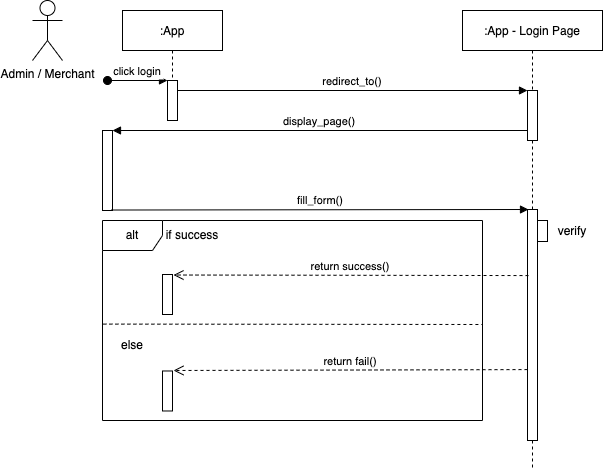 :App
:App - Login Page
Admin / Merchant
click login
redirect_to()
display_page()
fill_form()
alt
if success
verify
return success()
else
return fail()